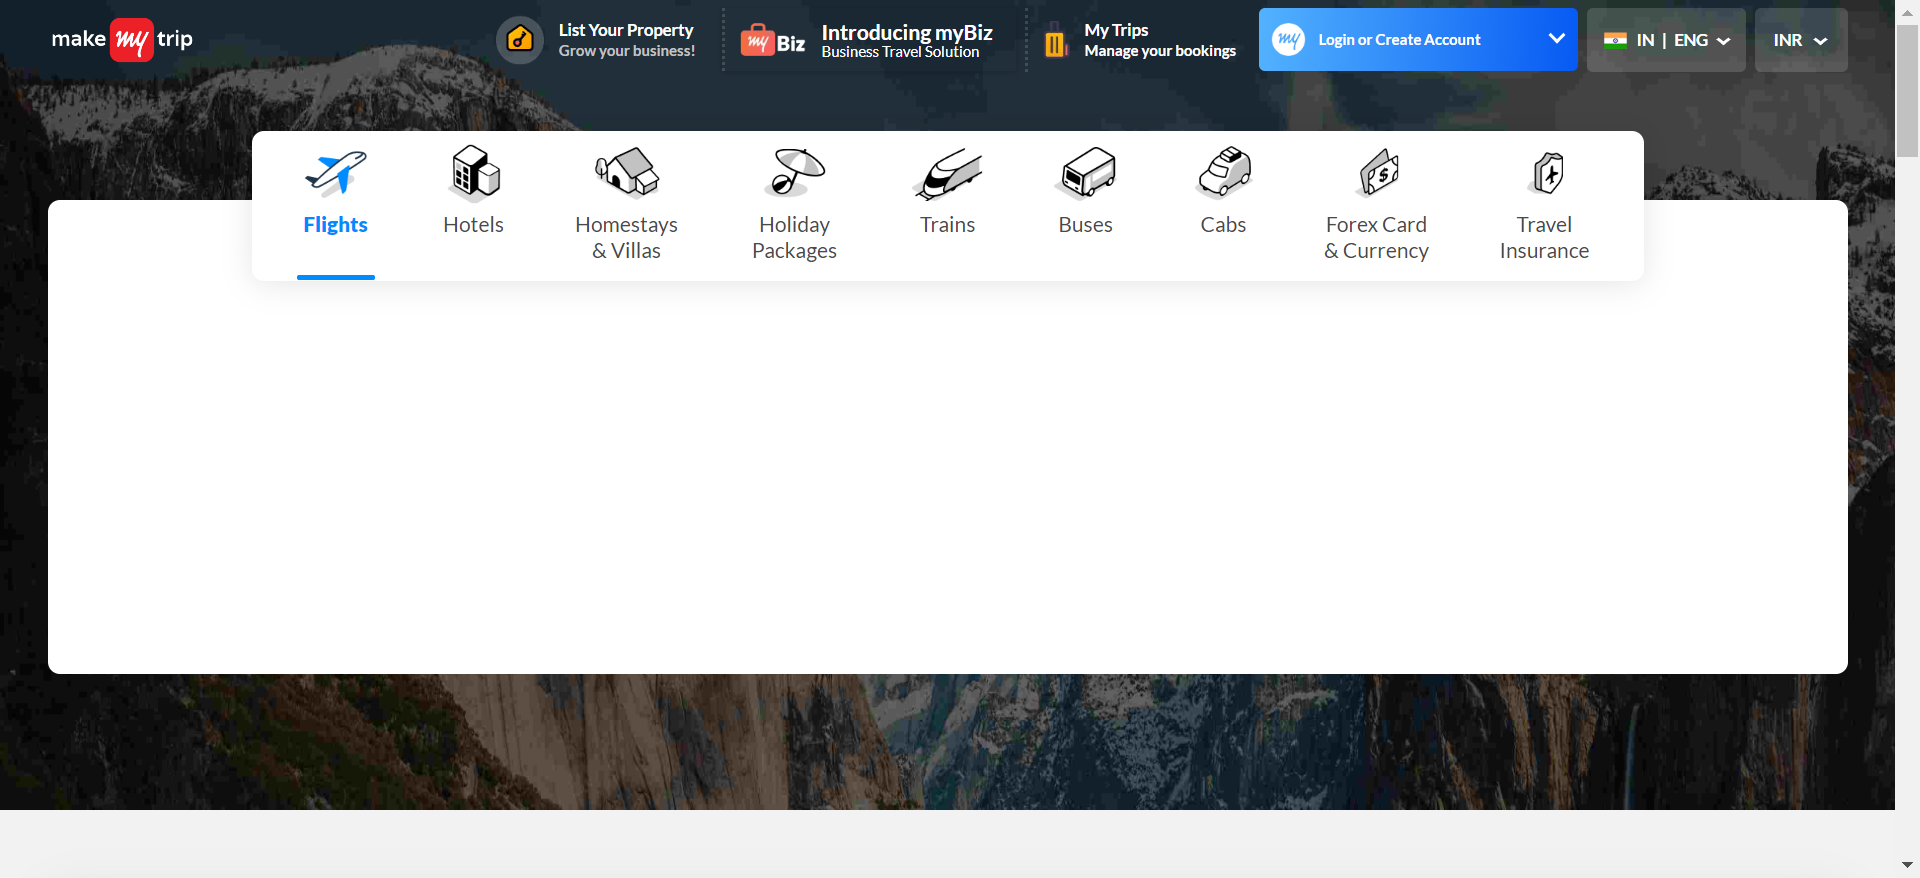 make my trip
List Your Property
Grow your business!
my Biz
Introducing myBiz
Business Travel Solution
My Trips
Manage your bookings
my
Login or Create Account
IN | ENG
INR
Flights
Hotels
Homestays
& Villas
Holiday
Packages
Trains
Buses
Cabs
Forex Card
& Currency
Travel
Insurance